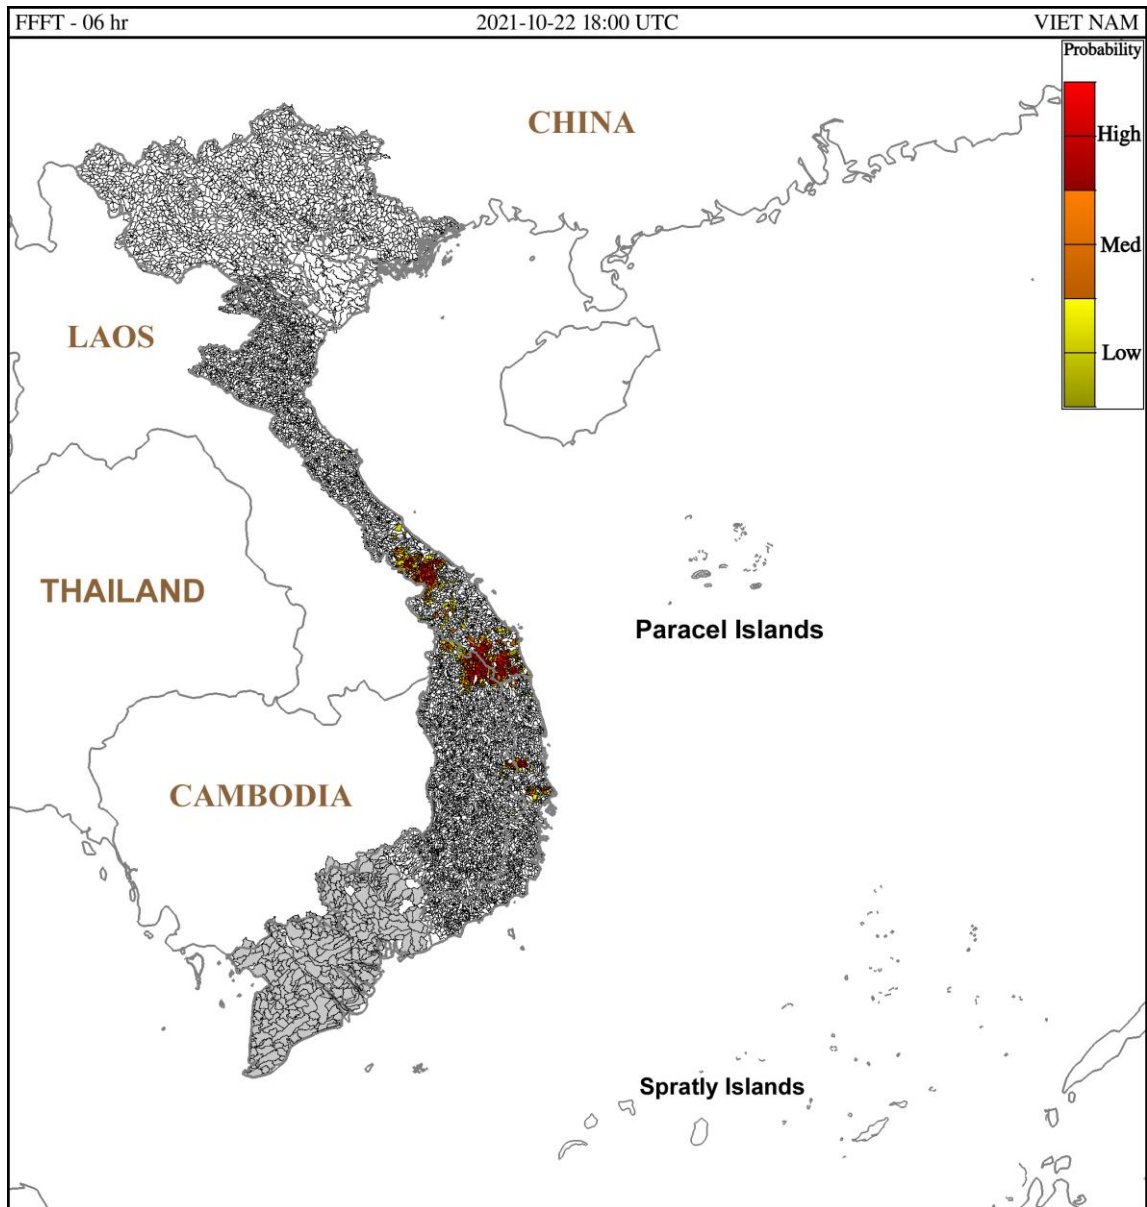 FFFT - 06 hr 2021-10-22 18:00 UTC VIET NAM
Probability
CHINA
High
Med
LAOS
Low
THAILAND
Paracel Islands
CAMBODIA
Spratly Islands